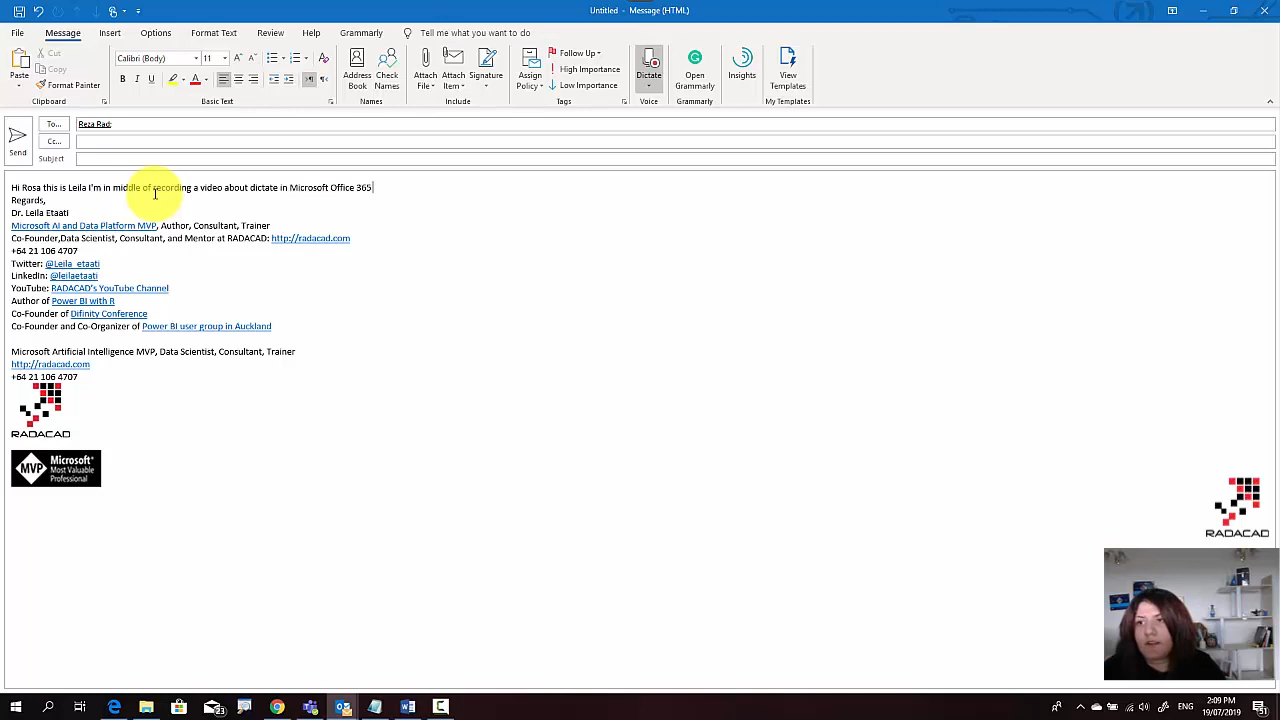 Untitled - Message (HTML)
File Message Insert Options Format Text Review Help Grammarly Tell me what you want to do
Paste Cut Copy Format Painter Clipboard
Calibri (Body) 11 B I U A Basic Text
Address Book Check Names Names
Attach File Attach Item Signature Include
Assign Policy Follow Up High Importance Low Importance Tags
Dictate Voice
Open Grammarly Grammarly
Insights
View Templates My Templates
Send To... Reza Rad;
Cc...
Subject
Hi Rosa this is Leila I'm in middle of recording a video about dictate in Microsoft Office 365
Regards,
Dr. Leila Etaati
Microsoft AI and Data Platform MVP, Author, Consultant, Trainer
Co-Founder,Data Scientist, Consultant, and Mentor at RADACAD: http://radacad.com
+64 21 106 4707
Twitter: @Leila_etaati
LinkedIn: @leilaetaati
YouTube: RADACAD's YouTube Channel
Author of Power BI with R
Co-Founder of Difinity Conference
Co-Founder and Co-Organizer of Power BI user group in Auckland
Microsoft Artificial Intelligence MVP, Data Scientist, Consultant, Trainer
http://radacad.com
+64 21 106 4707
RADACAD
MVP Microsoft® Most Valuable Professional
RADACAD
23
ENG
2:09 PM
19/07/2019